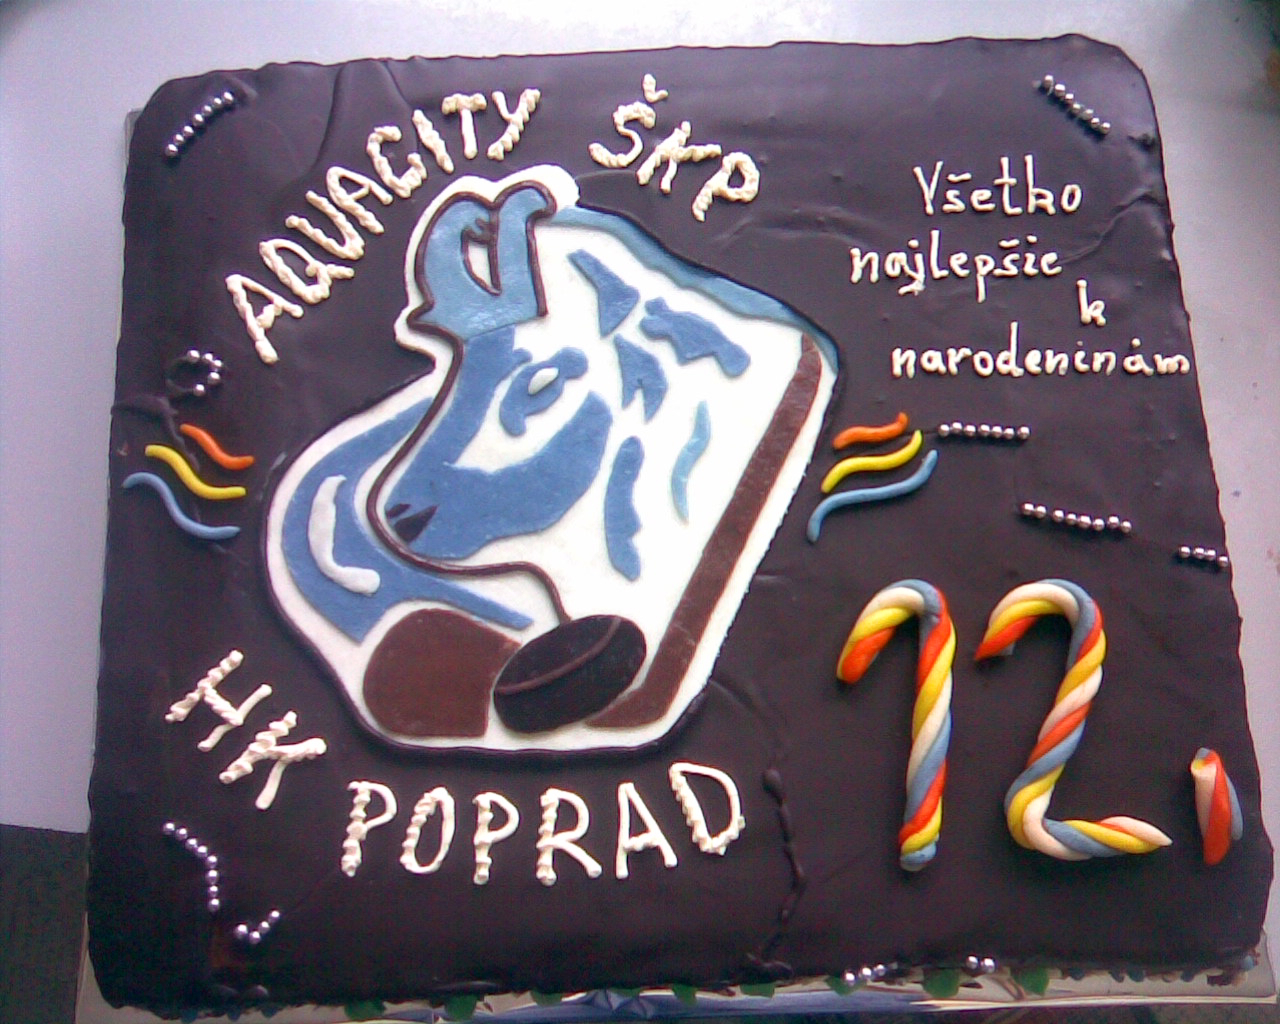 AQUACITY ŠKP
Všetko
najlepšie
k
narodeninám
HK POPRAD
12.